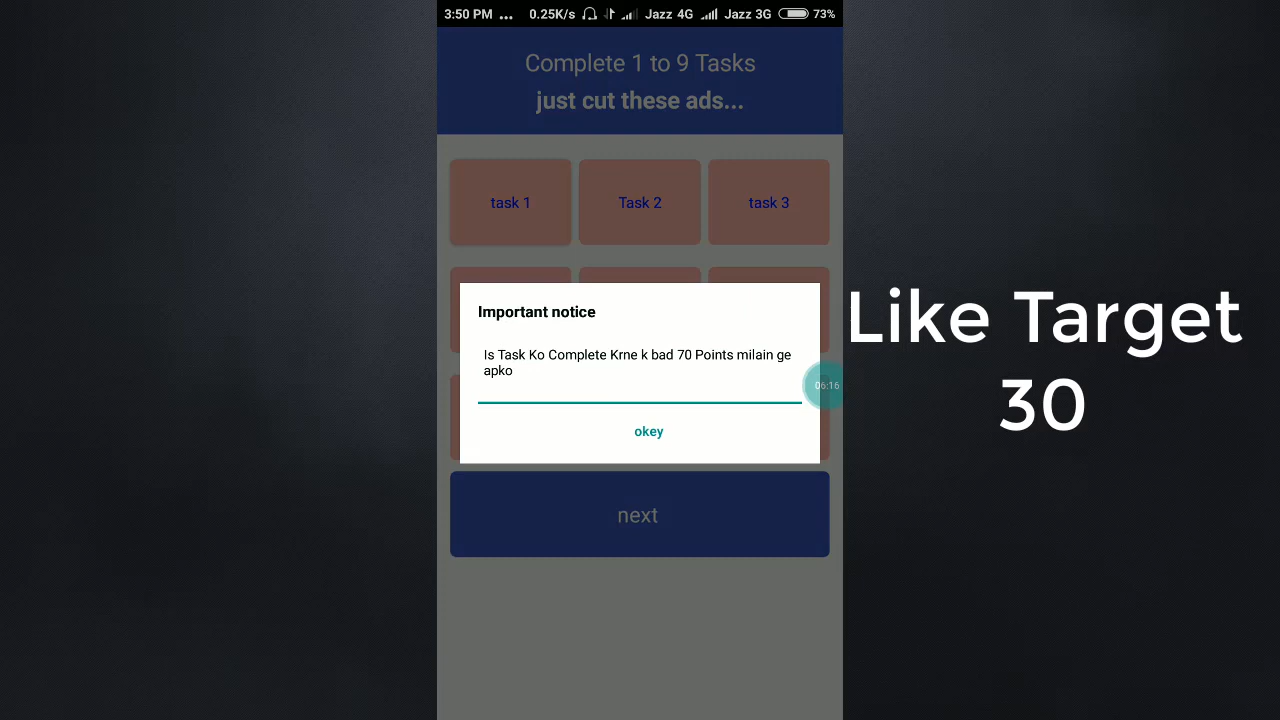 3:50 PM ... 0.25K/s Jazz 4G Jazz 3G 73%
Complete 1 to 9 Tasks
just cut these ads...
task 1 Task 2 task 3
Important notice
Is Task Ko Complete Krne k bad 70 Points milain ge
apko
06:16
okey
next
Like Target
30